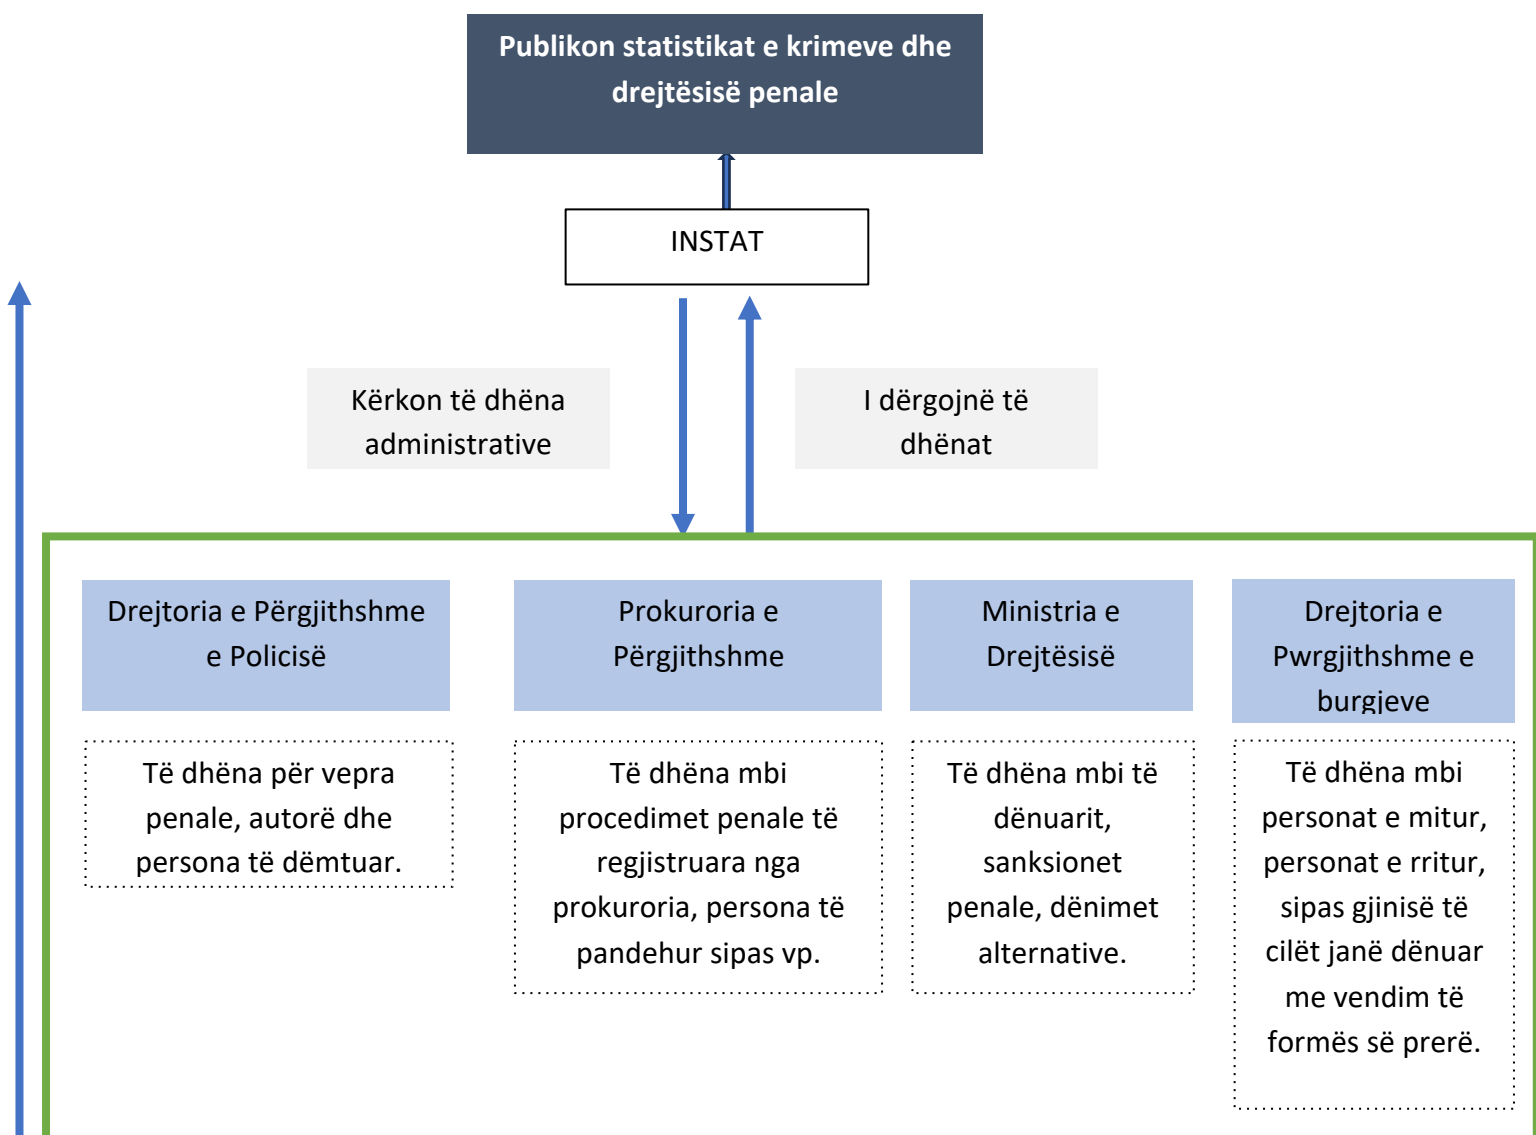 Publikon statistikat e krimeve dhe
drejtësisë penale
INSTAT
Kërkon të dhëna
administrative
I dërgojnë të
dhënat
Drejtoria e Përgjithshme
e Policisë
Prokuroria e
Përgjithshme
Ministria e
Drejtësisë
Drejtoria e
Pwrgjithshme e
burgjeve
Të dhëna për vepra
penale, autorë dhe
persona të dëmtuar.
Të dhëna mbi
procedimet penale të
regjistruara nga
prokuroria, persona të
pandehur sipas vp.
Të dhëna mbi të
dënuarit,
sanksionet
penale, dënimet
alternative.
Të dhëna mbi
personat e mitur,
personat e rritur,
sipas gjinisë të
cilët janë dënuar
me vendim të
formës së prerë.